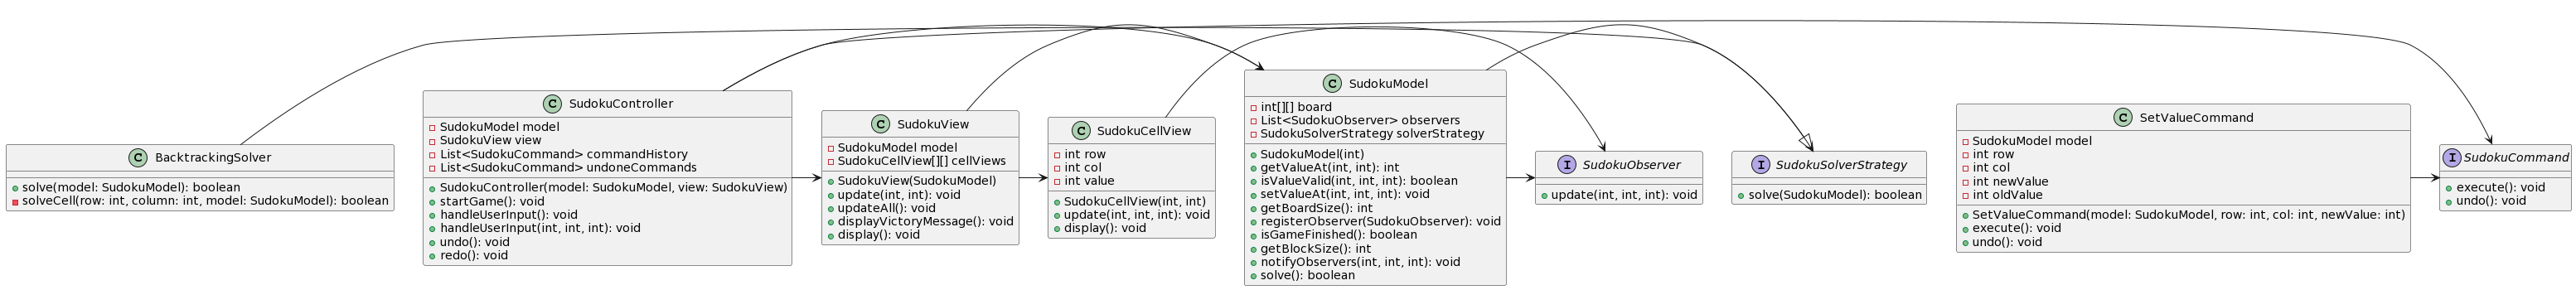 BacktrackingSolver
solve(model: SudokuModel): boolean
solveCell(row: int, column: int, model: SudokuModel): boolean
SudokuController
SudokuModel model
SudokuView view
List<SudokuCommand> commandHistory
List<SudokuCommand> undoneCommands
SudokuController(model: SudokuModel, view: SudokuView)
startGame(): void
handleUserInput(): void
handleUserInput(int, int, int): void
undo(): void
redo(): void
SudokuView
SudokuModel model
SudokuCellView[][] cellViews
SudokuView(SudokuModel)
update(int, int): void
updateAll(): void
displayVictoryMessage(): void
display(): void
SudokuCellView
int row
int col
int value
SudokuCellView(int, int)
update(int, int, int): void
display(): void
SudokuModel
int[][] board
List<SudokuObserver> observers
SudokuSolverStrategy solverStrategy
SudokuModel(int)
getValueAt(int, int): int
isValueValid(int, int, int): boolean
setValueAt(int, int, int): void
getBoardSize(): int
registerObserver(SudokuObserver): void
isGameFinished(): boolean
getBlockSize(): int
notifyObservers(int, int, int): void
solve(): boolean
SudokuObserver
update(int, int, int): void
SudokuSolverStrategy
solve(SudokuModel): boolean
SetValueCommand
SudokuModel model
int row
int col
int newValue
int oldValue
SetValueCommand(model: SudokuModel, row: int, col: int, newValue: int)
execute(): void
undo(): void
SudokuCommand
execute(): void
undo(): void